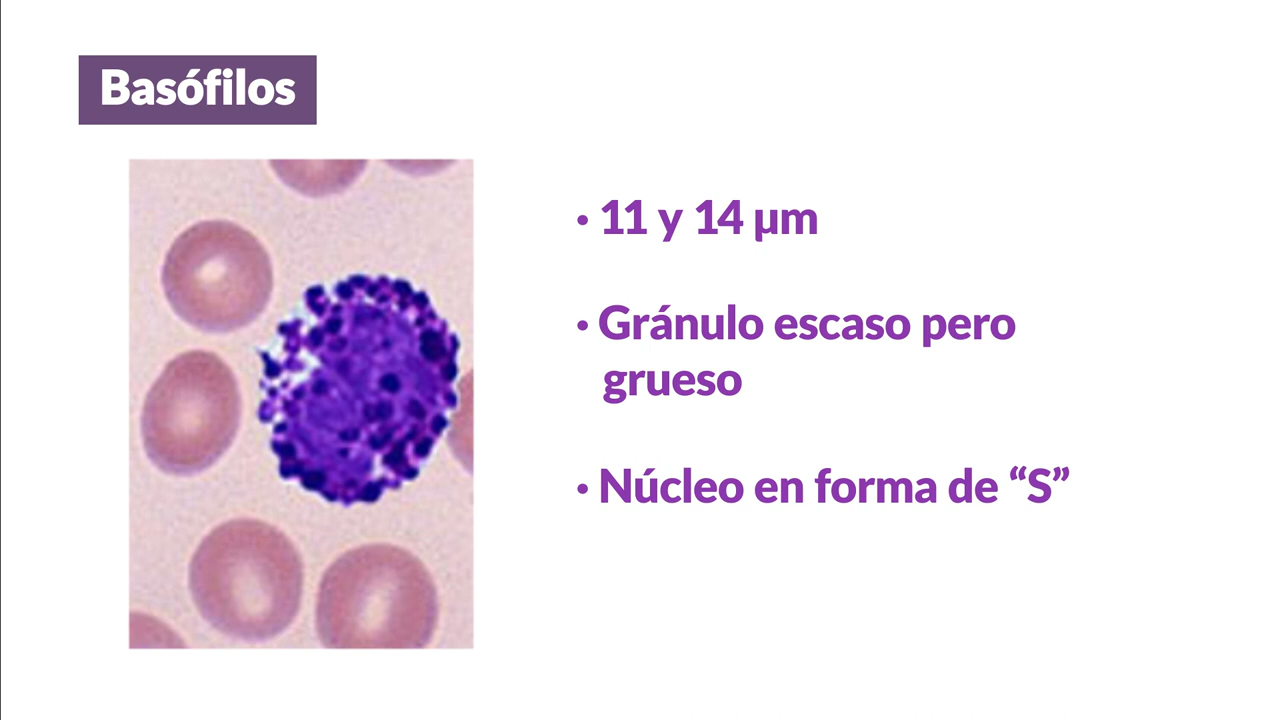 Basófilos
• 11 y 14 µm
• Gránulo escaso pero
grueso
• Núcleo en forma de “S”